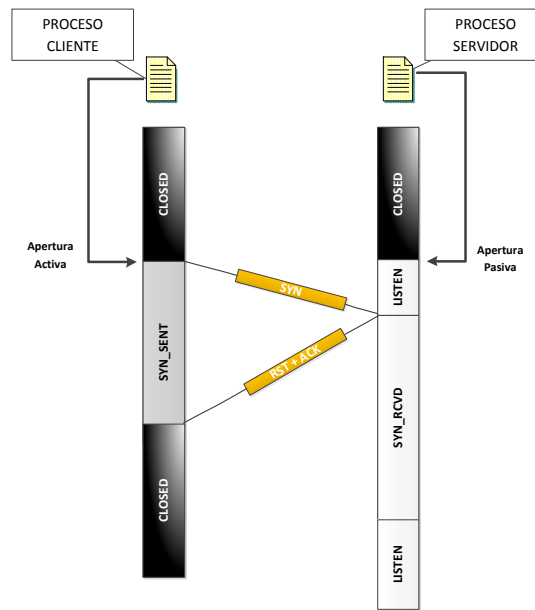 PROCESO
CLIENTE
PROCESO
SERVIDOR
CLOSED
CLOSED
Apertura
Activa
Apertura
Pasiva
LISTEN
SYN
SYN_SENT
RST + ACK
SYN_RCVD
CLOSED
LISTEN